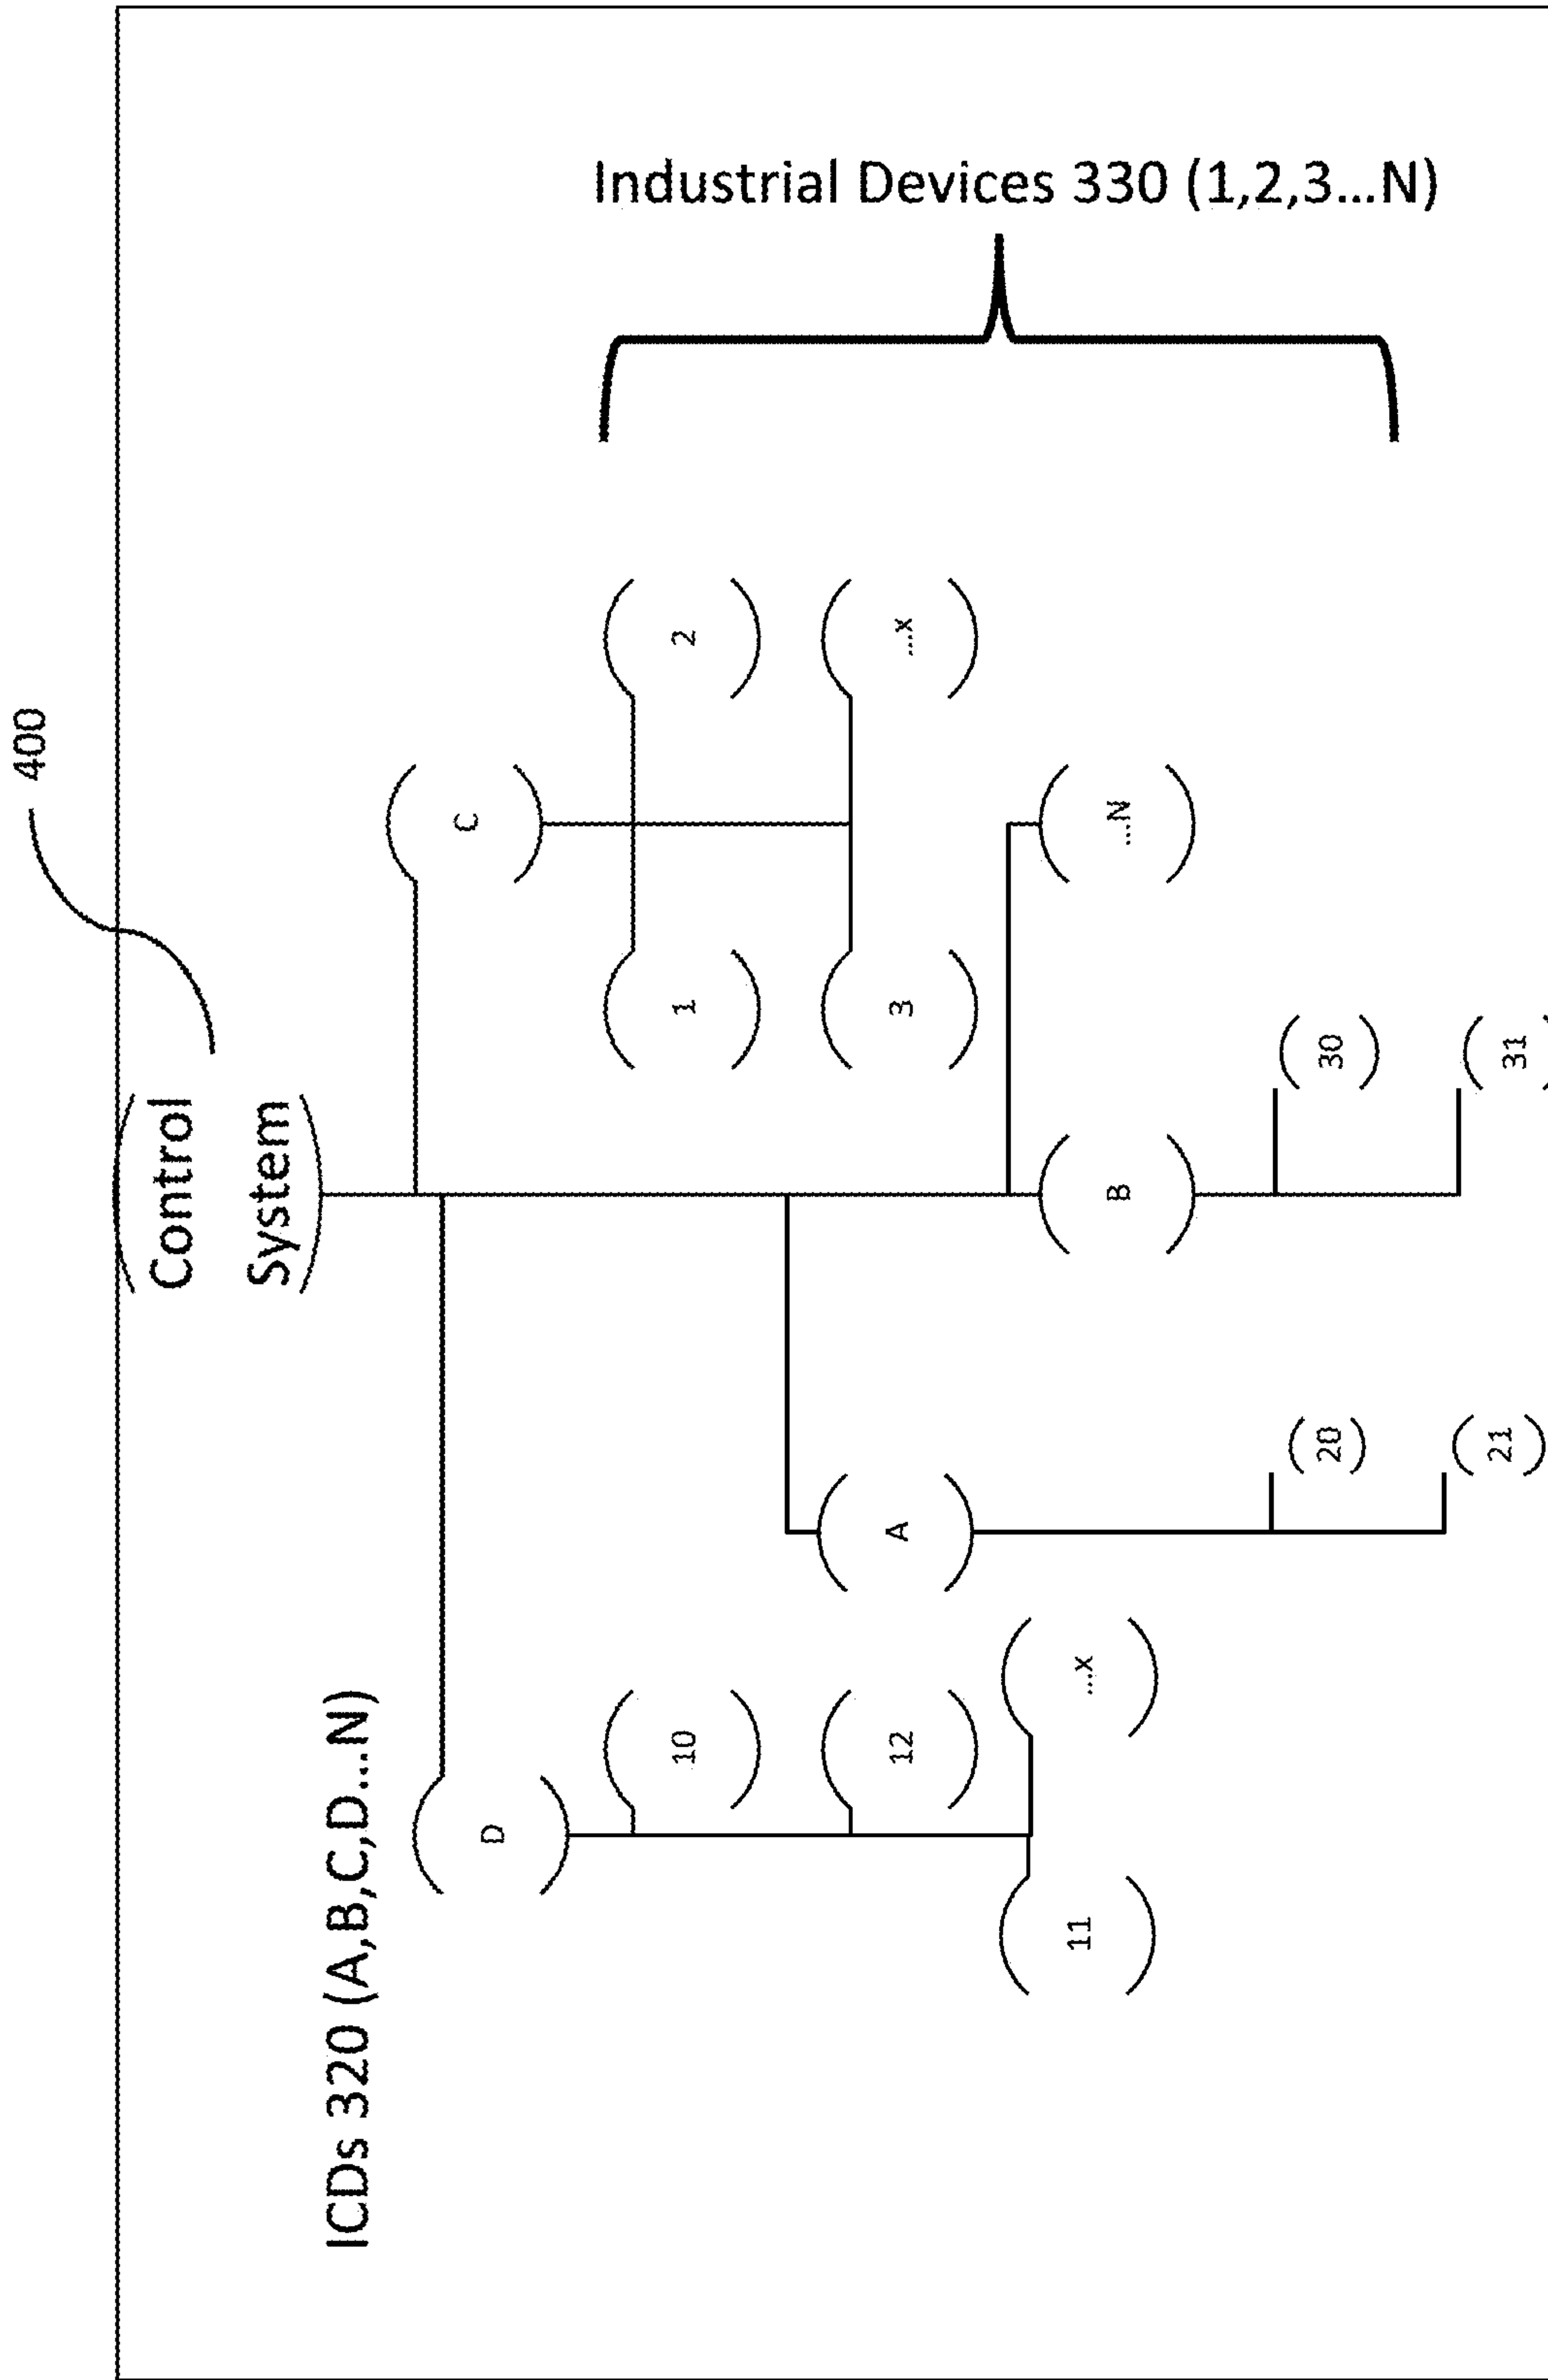 400
Control
System
ICDs 320 (A,B,C,D...N)
Industrial Devices 330 (1,2,3...N)
C
D
1
2
10
3
...x
12
A
11
...x
B
...N
20
30
21
31